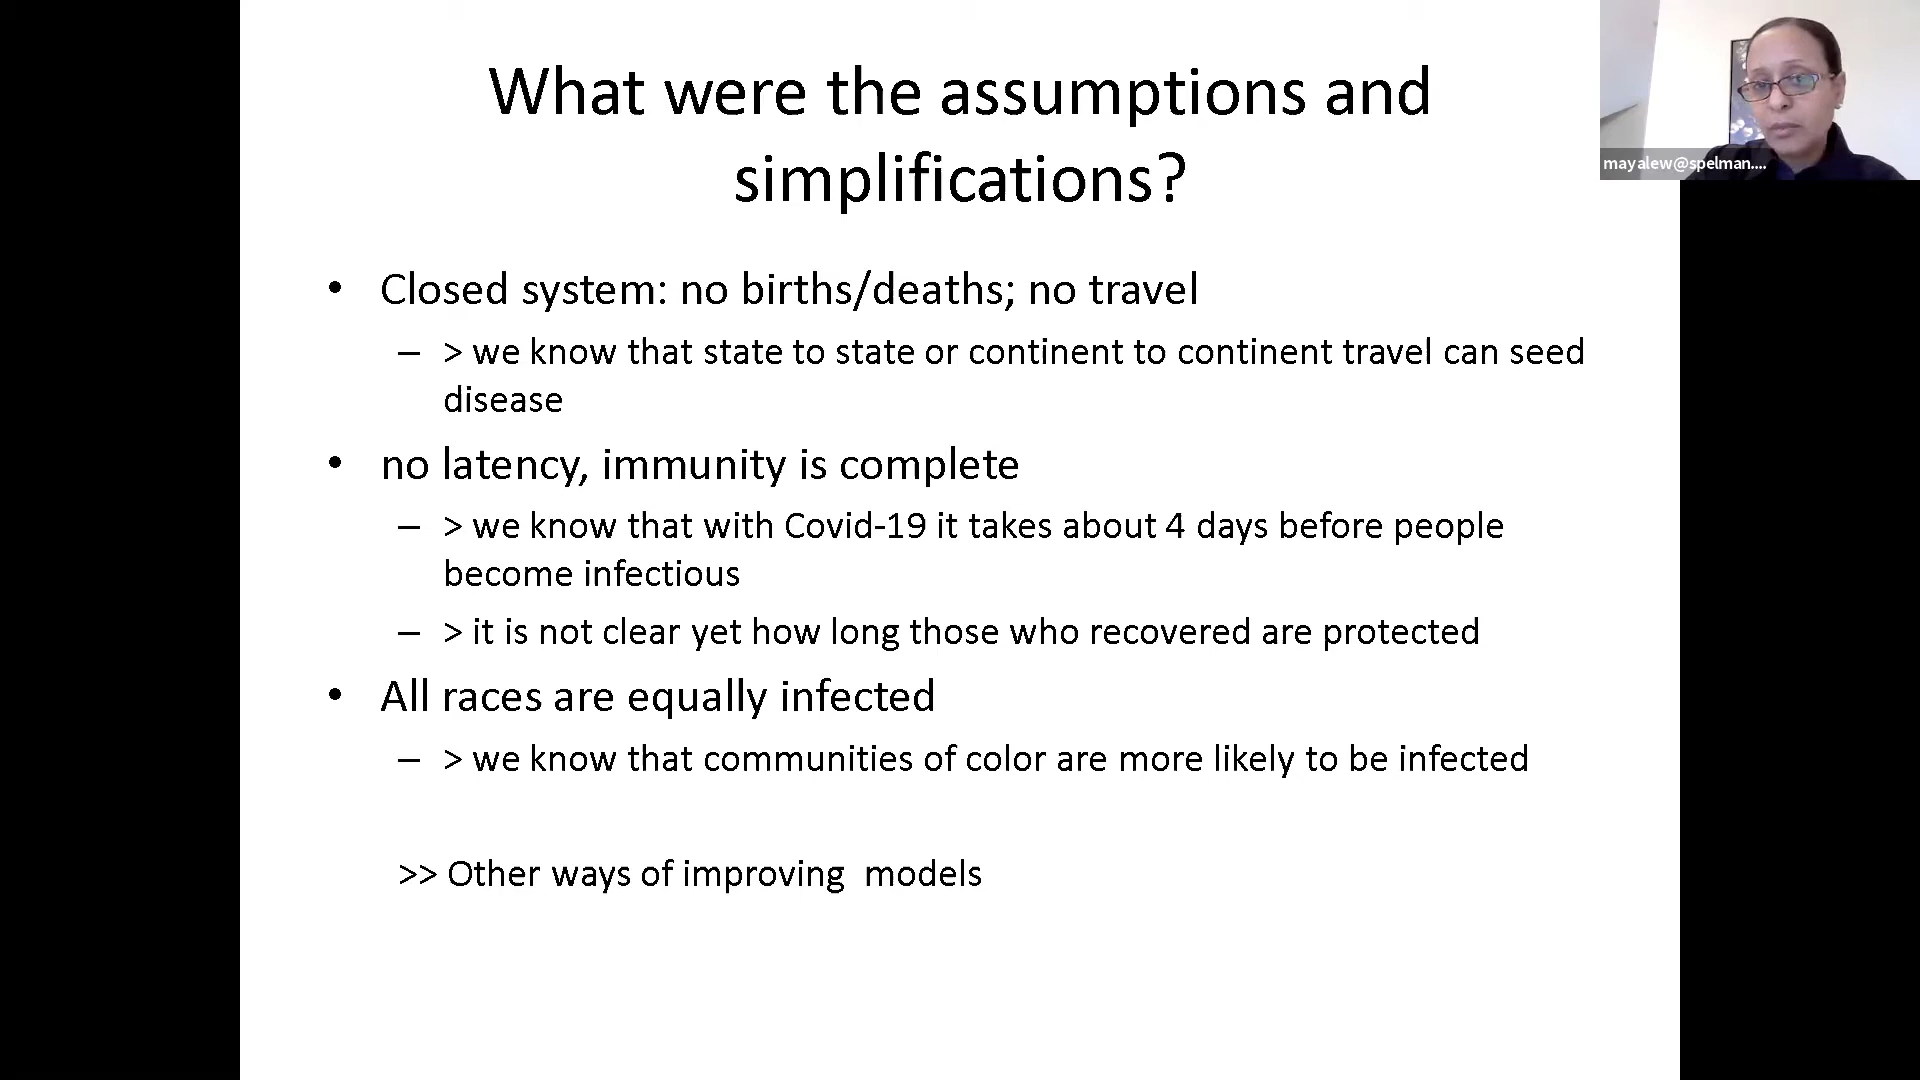 What were the assumptions and
simplifications?
mayalew@spelman....
• Closed system: no births/deaths; no travel
– > we know that state to state or continent to continent travel can seed
disease
• no latency, immunity is complete
– > we know that with Covid-19 it takes about 4 days before people
become infectious
– > it is not clear yet how long those who recovered are protected
• All races are equally infected
– > we know that communities of color are more likely to be infected
>> Other ways of improving  models